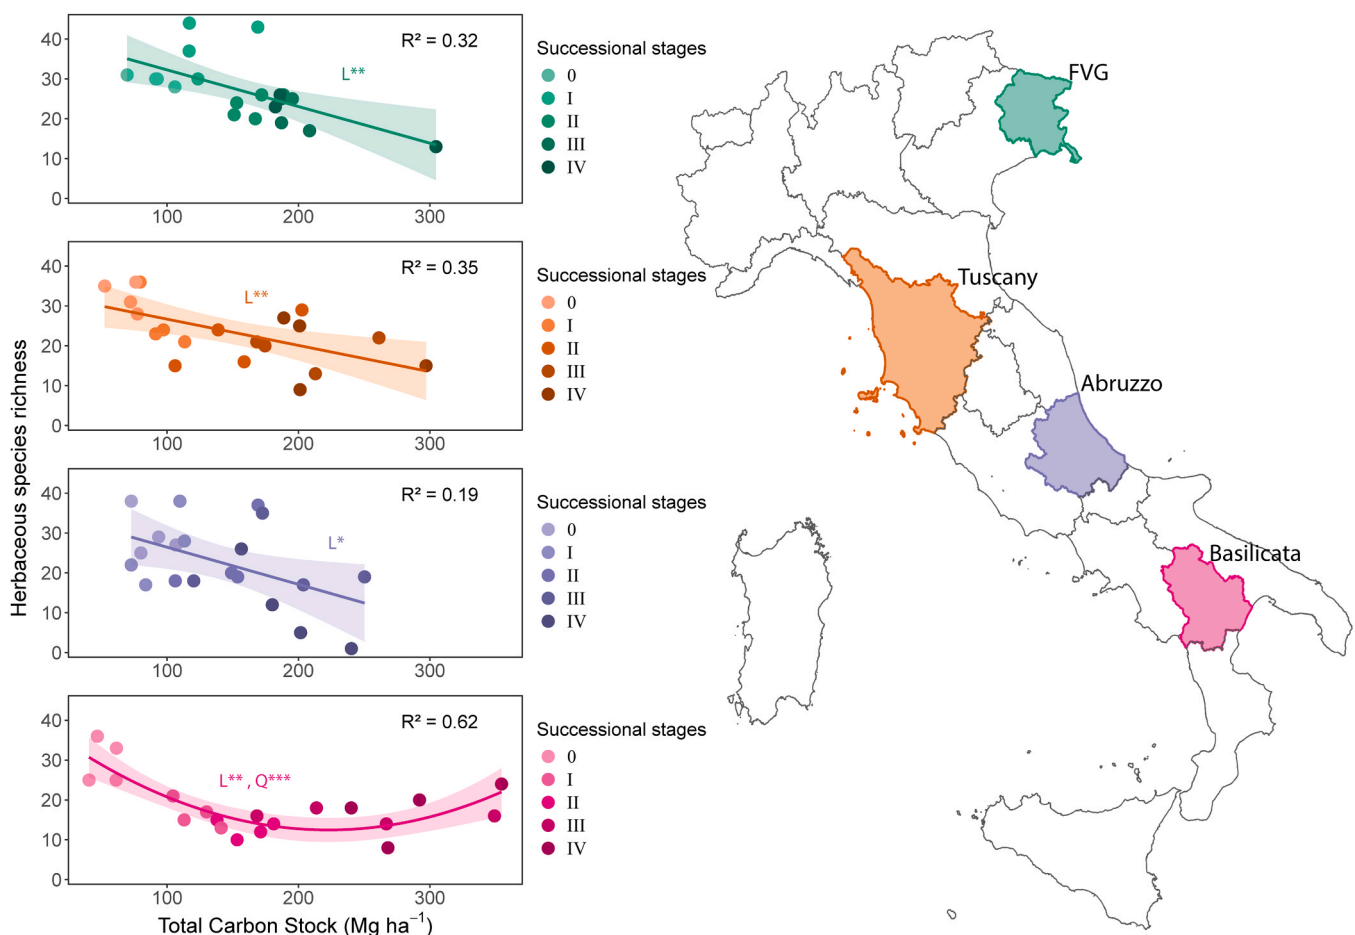 Herbaceous species richness
40
30
20
10
0
R² = 0.32
L**
100
200
300
Successional stages
0
I
II
III
IV
40
30
20
10
0
R² = 0.35
L**
100
200
300
Successional stages
0
I
II
III
IV
40
30
20
10
0
R² = 0.19
L*
100
200
300
Successional stages
0
I
II
III
IV
40
30
20
10
0
R² = 0.62
L**, Q***
100
200
300
Successional stages
0
I
II
III
IV
Total Carbon Stock (Mg ha⁻¹)
FVG
Tuscany
Abruzzo
Basilicata